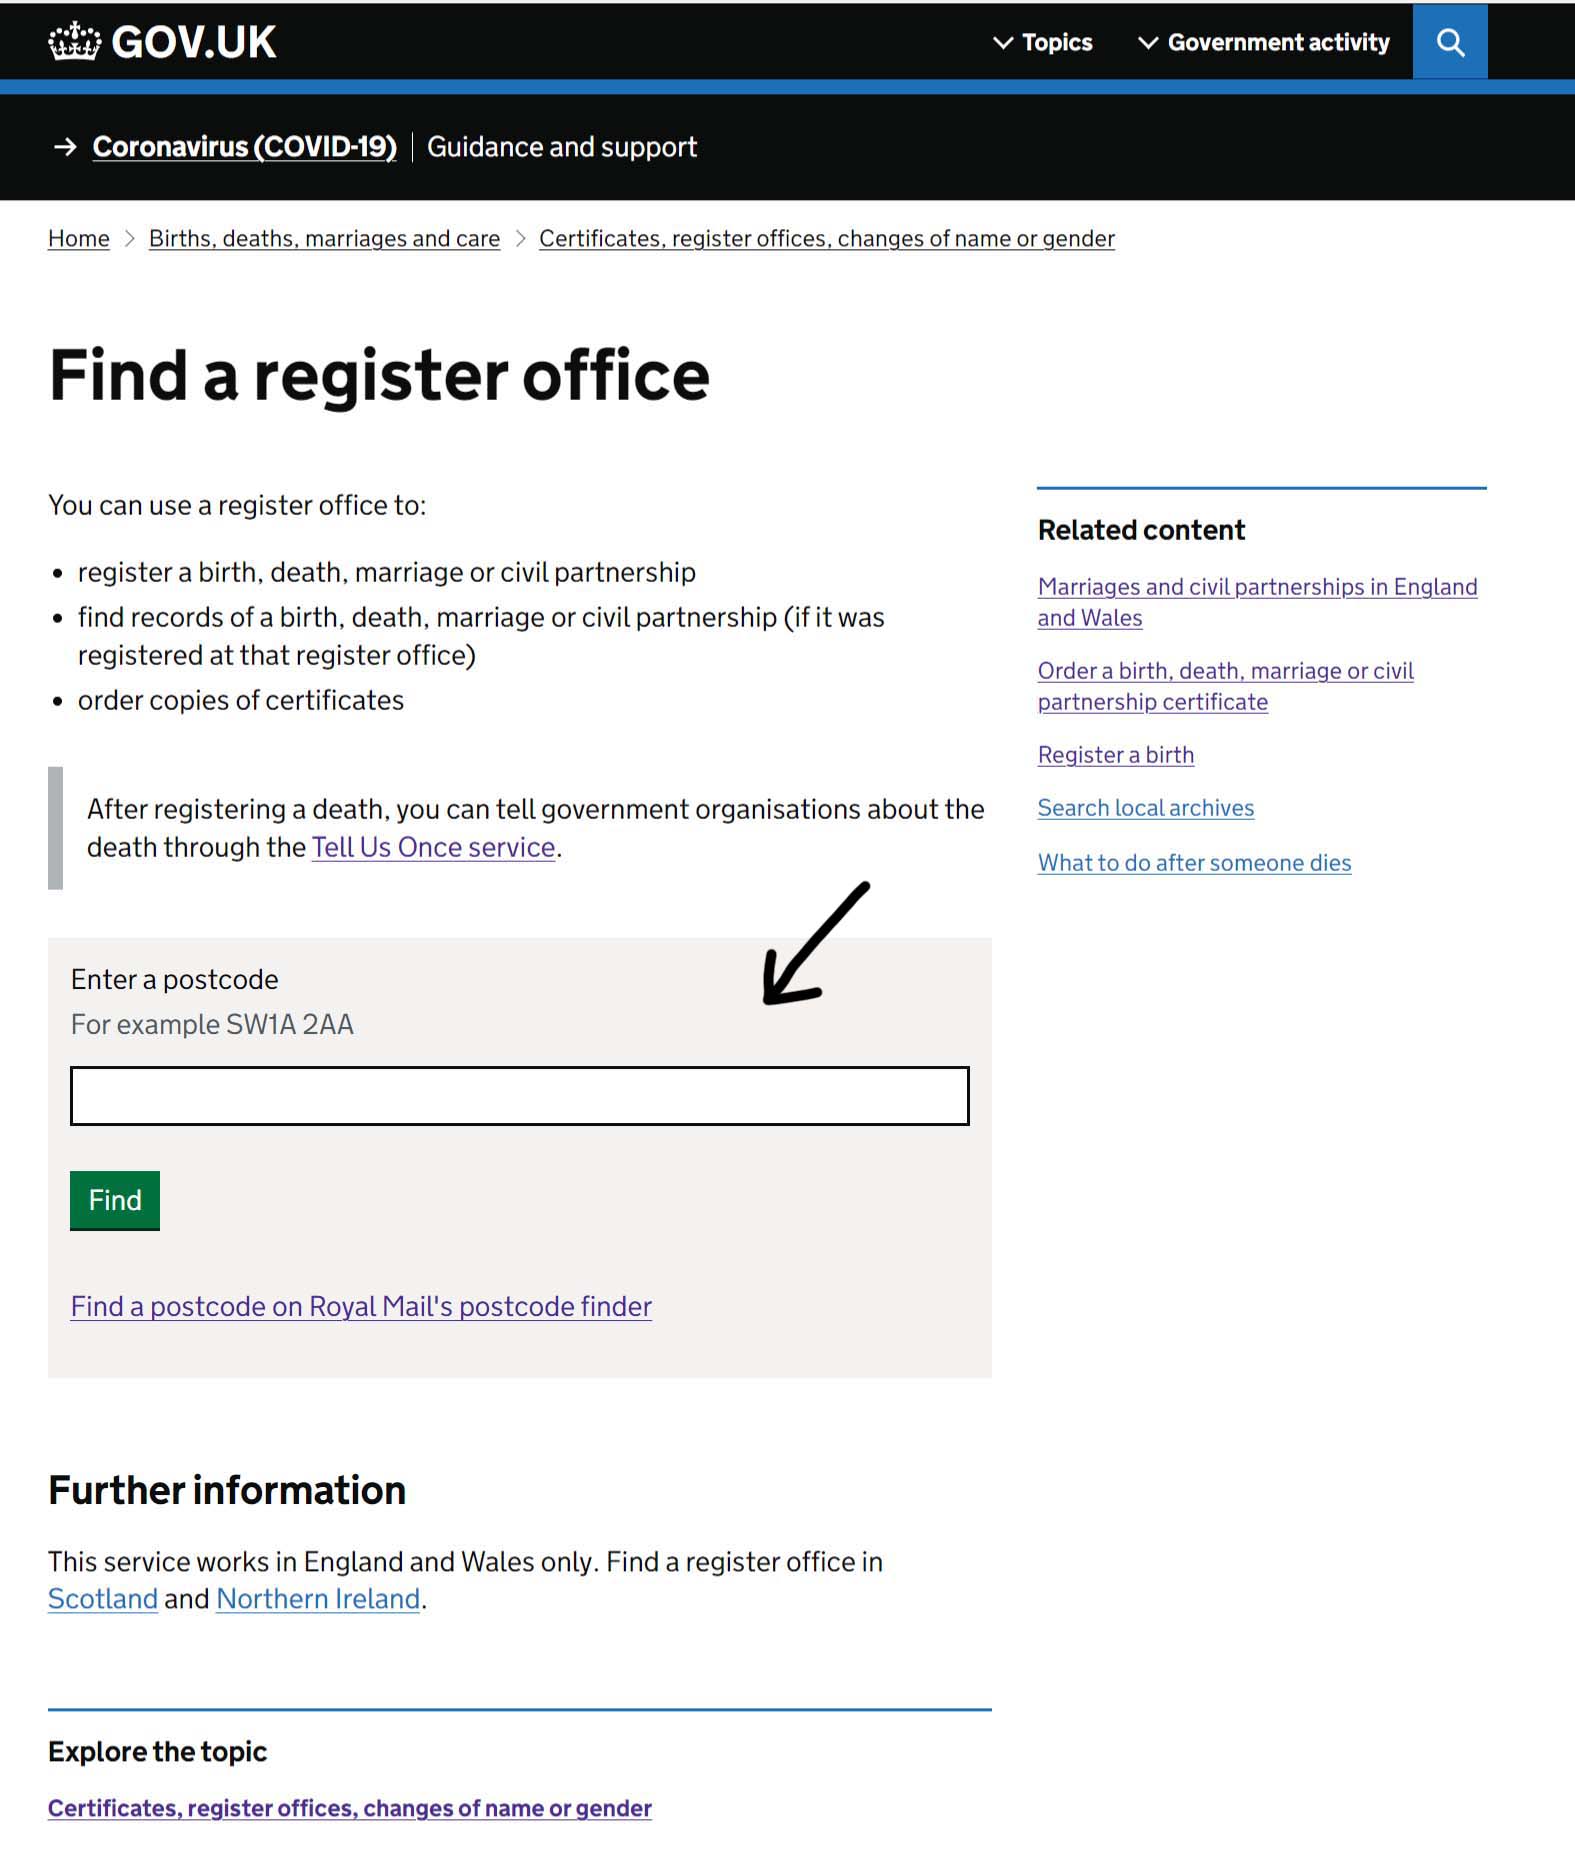 GOV.UK
Topics
Government activity
Coronavirus (COVID-19)
Guidance and support
Home
Births, deaths, marriages and care
Certificates, register offices, changes of name or gender
Find a register office
You can use a register office to:
register a birth, death, marriage or civil partnership
find records of a birth, death, marriage or civil partnership (if it was
registered at that register office)
order copies of certificates
After registering a death, you can tell government organisations about the
death through the Tell Us Once service.
Enter a postcode
For example SW1A 2AA
Find
Find a postcode on Royal Mail's postcode finder
Related content
Marriages and civil partnerships in England
and Wales
Order a birth, death, marriage or civil
partnership certificate
Register a birth
Search local archives
What to do after someone dies
Further information
This service works in England and Wales only. Find a register office in
Scotland and Northern Ireland.
Explore the topic
Certificates, register offices, changes of name or gender